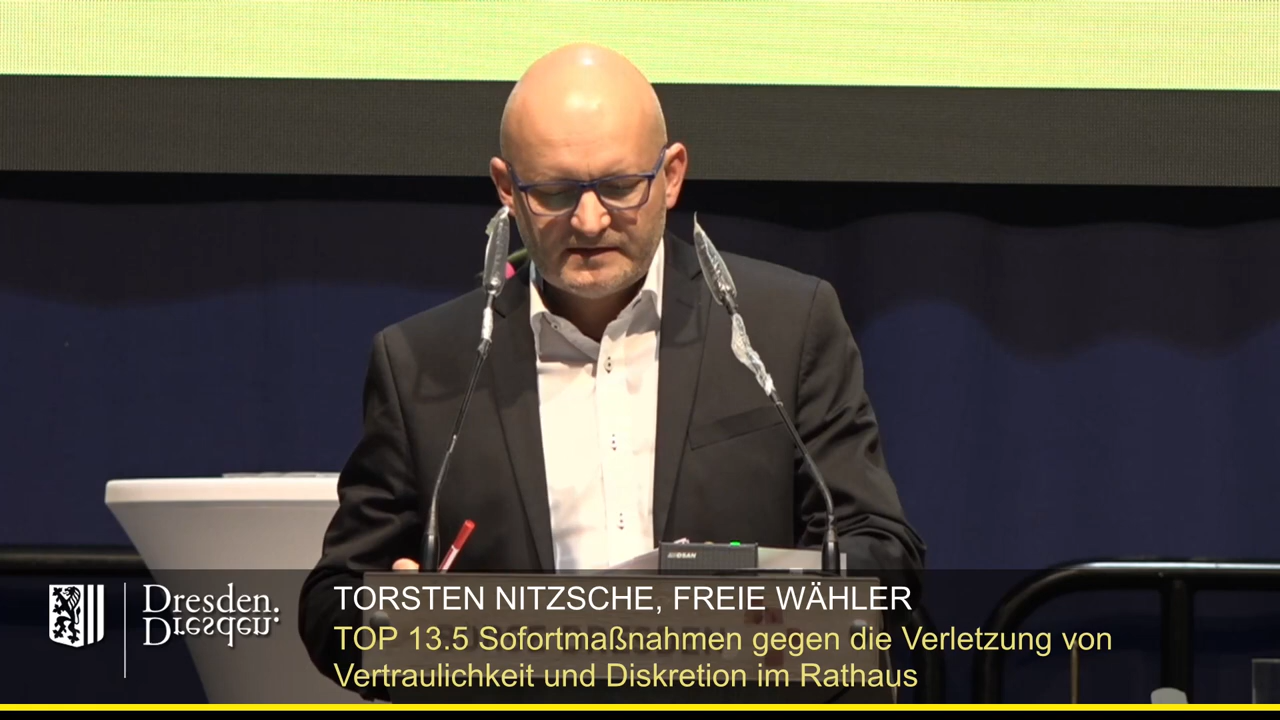 DSAN
TORSTEN NITZSCHE, FREIE WÄHLER
Dresden.
Dresden.
TOP 13.5 Sofortmaßnahmen gegen die Verletzung von
Vertraulichkeit und Diskretion im Rathaus